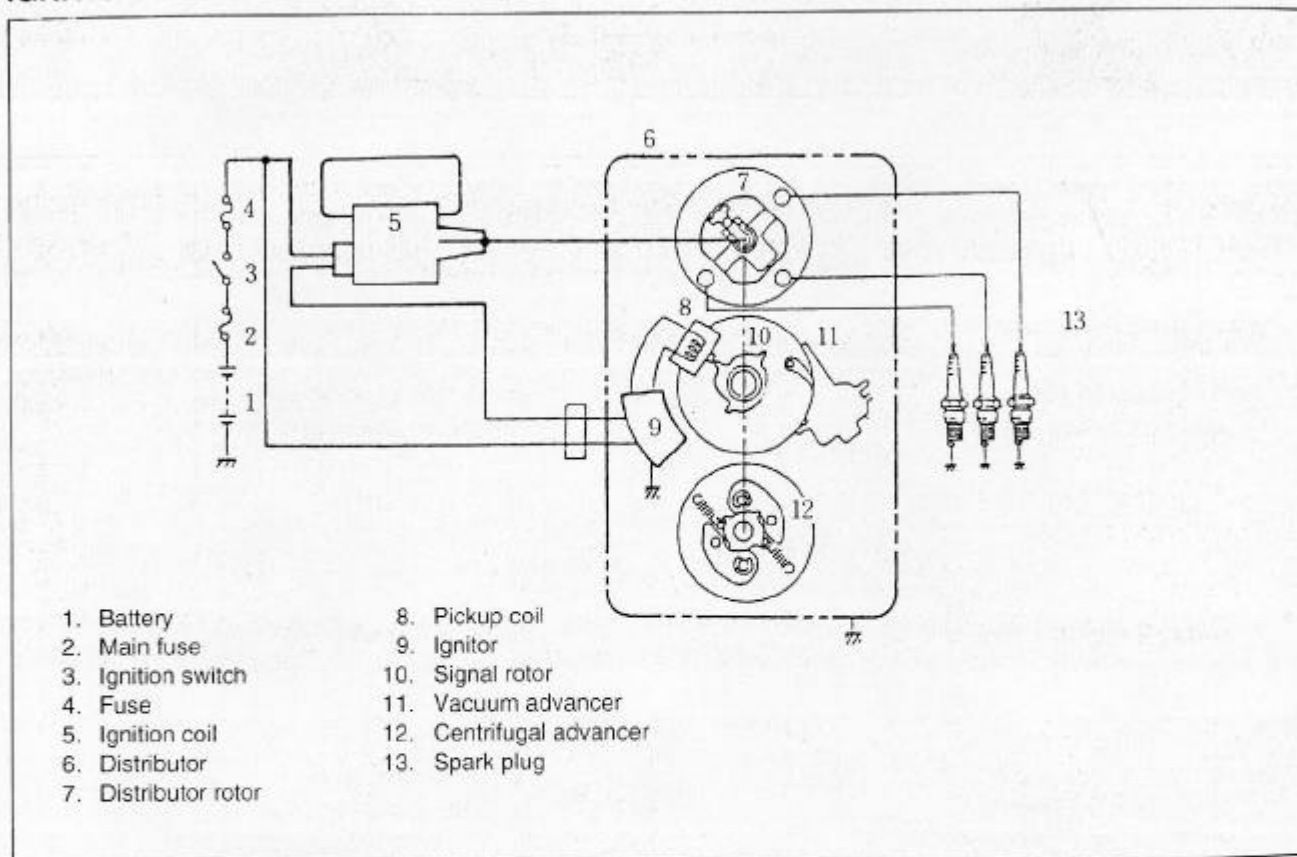 6
7
4
5
3
8
10
11
13
2
1
9
12
1. Battery
2. Main fuse
3. Ignition switch
4. Fuse
5. Ignition coil
6. Distributor
7. Distributor rotor
8. Pickup coil
9. Ignitor
10. Signal rotor
11. Vacuum advancer
12. Centrifugal advancer
13. Spark plug